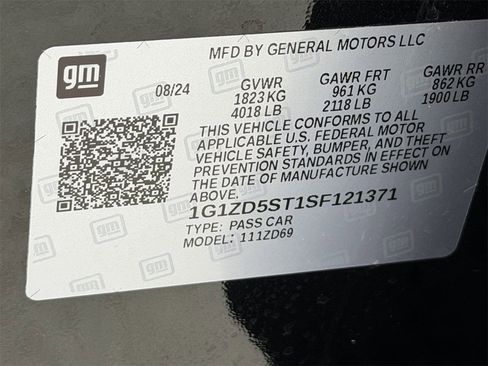 gm
MFD BY GENERAL MOTORS LLC
08/24 GVWR GAWR FRT GAWR RR
1823 KG 961 KG 862 KG
4018 LB 2118 LB 1900 LB
THIS VEHICLE CONFORMS TO ALL
APPLICABLE U.S. FEDERAL MOTOR
VEHICLE SAFETY, BUMPER, AND THEFT
PREVENTION STANDARDS IN EFFECT ON
THE DATE OF MANUFACTURE SHOWN
ABOVE.
1G1ZD5ST1SF121371
TYPE: PASS CAR
MODEL: 111ZD69